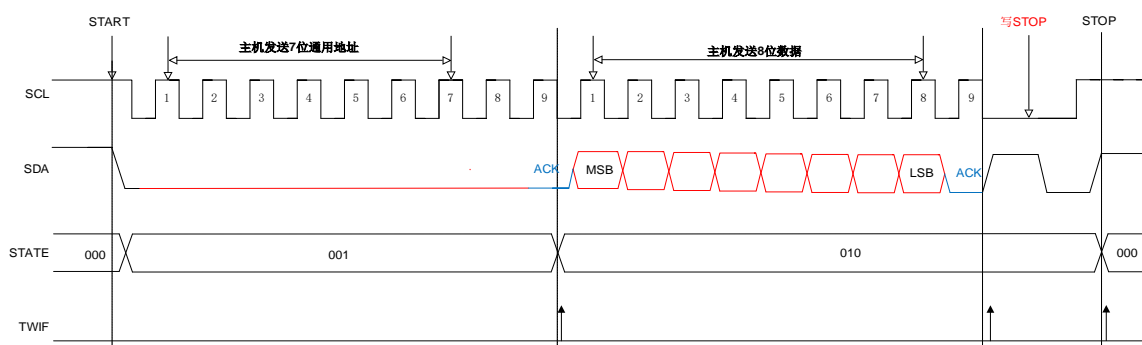 START
写STOP
STOP
主机发送7位通用地址
主机发送8位数据
SCL
1 2 3 4 5 6 7 8 9 1 2 3 4 5 6 7 8 9
SDA
ACK
MSB
LSB
ACK
STATE
000
001
010
000
TWIF